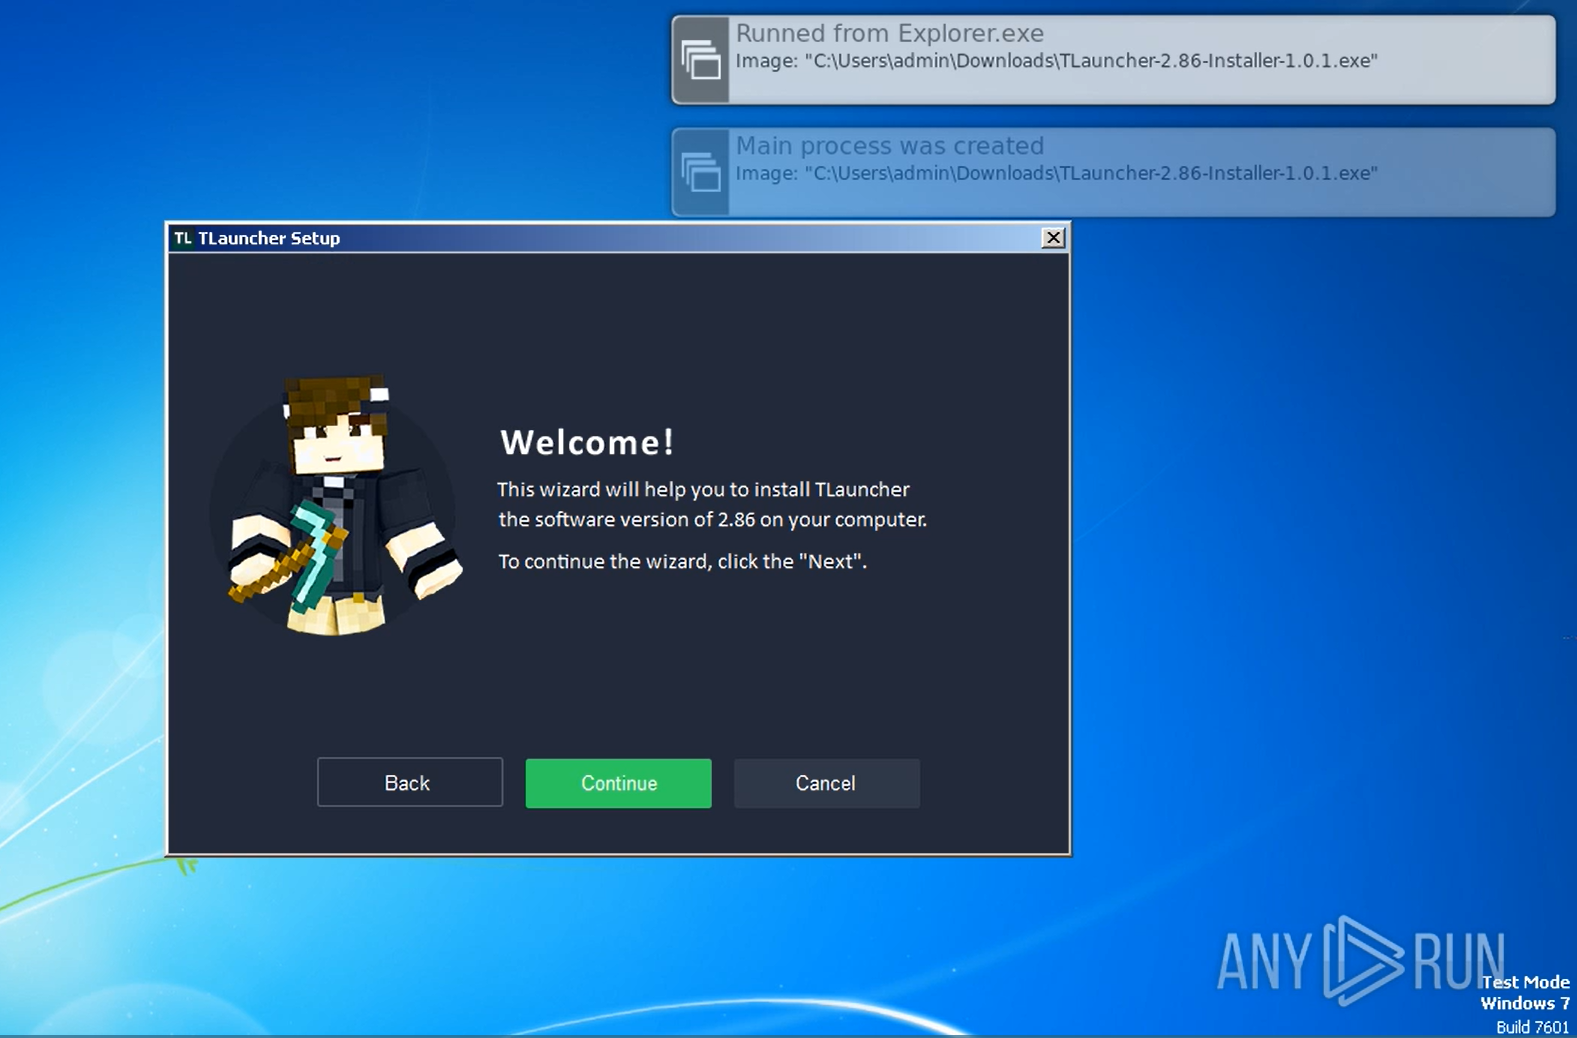 Runned from Explorer.exe
Image: "C:\Users\admin\Downloads\TLauncher-2.86-Installer-1.0.1.exe"
Main process was created
Image: "C:\Users\admin\Downloads\TLauncher-2.86-Installer-1.0.1.exe"
TL TLauncher Setup
Welcome!
This wizard will help you to install TLauncher
the software version of 2.86 on your computer.
To continue the wizard, click the "Next".
Back Continue Cancel
ANY RUN
Test Mode
Windows 7
Build 7601